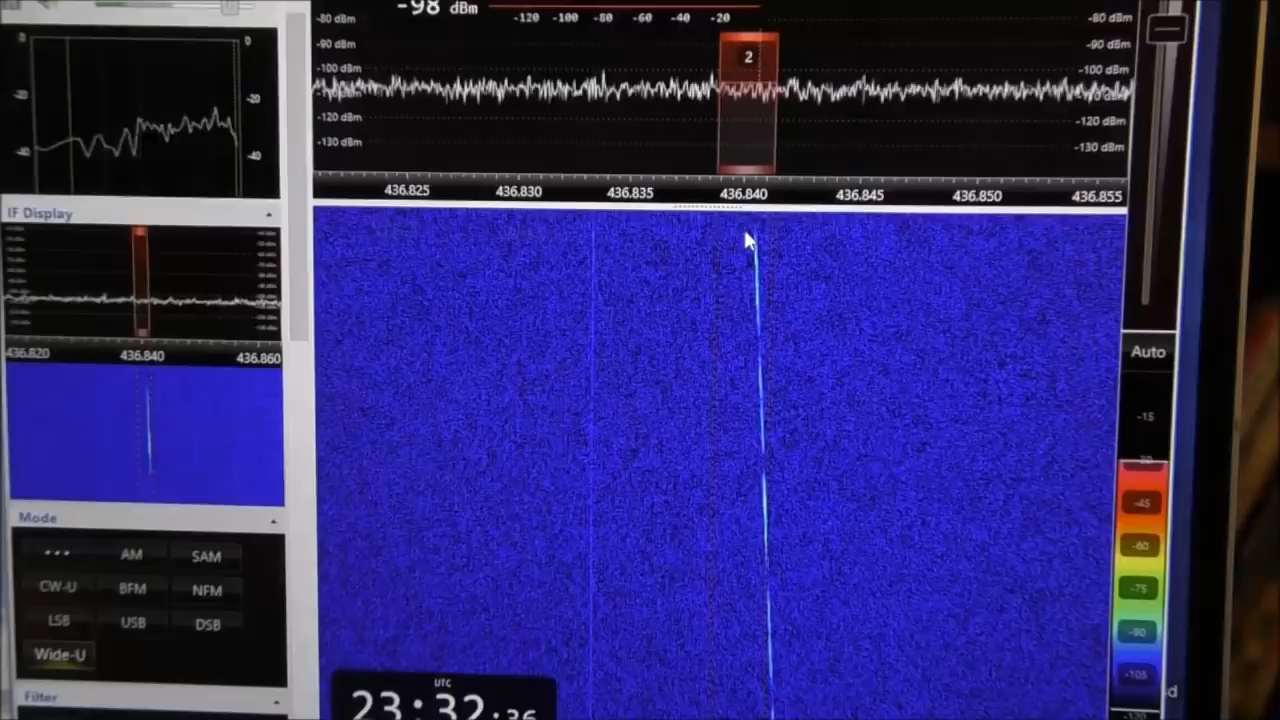 -98 dBm
-120 -100 -80 -60 -40 -20
-80 dBm
-90 dBm
-100 dBm
-120 dBm
-130 dBm
2
-80 dBm
-90 dBm
-100 dBm
-120 dBm
-130 dBm
436.825 436.830 436.835 436.840 436.845 436.850 436.855
0
-20
-40
IF Display
436.820 436.840 436.860
Mode
... AM SAM
CW-U BFM NFM
LSB USB DSB
Wide-U
Filter
UTC
23:32:36
Auto
-15
-30
-45
-60
-75
-90
-105
-120